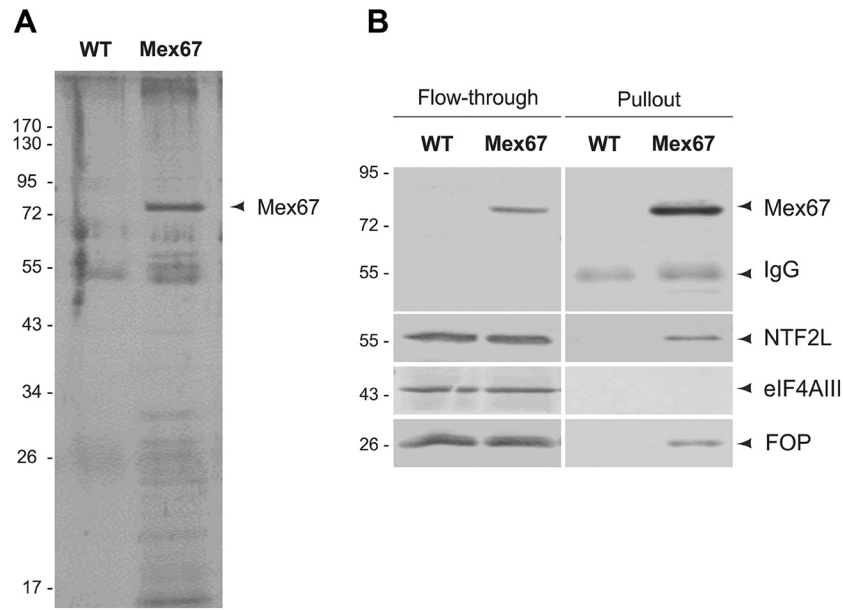 A
WT Mex67
170 -
130 -
95 -
72 -
Mex67
55 -
43 -
34 -
26 -
17 -
B
Flow-through Pullout
WT Mex67 WT Mex67
95 -
Mex67
72 -
55 -
IgG
55 -
NTF2L
43 -
eIF4AIII
26 -
FOP